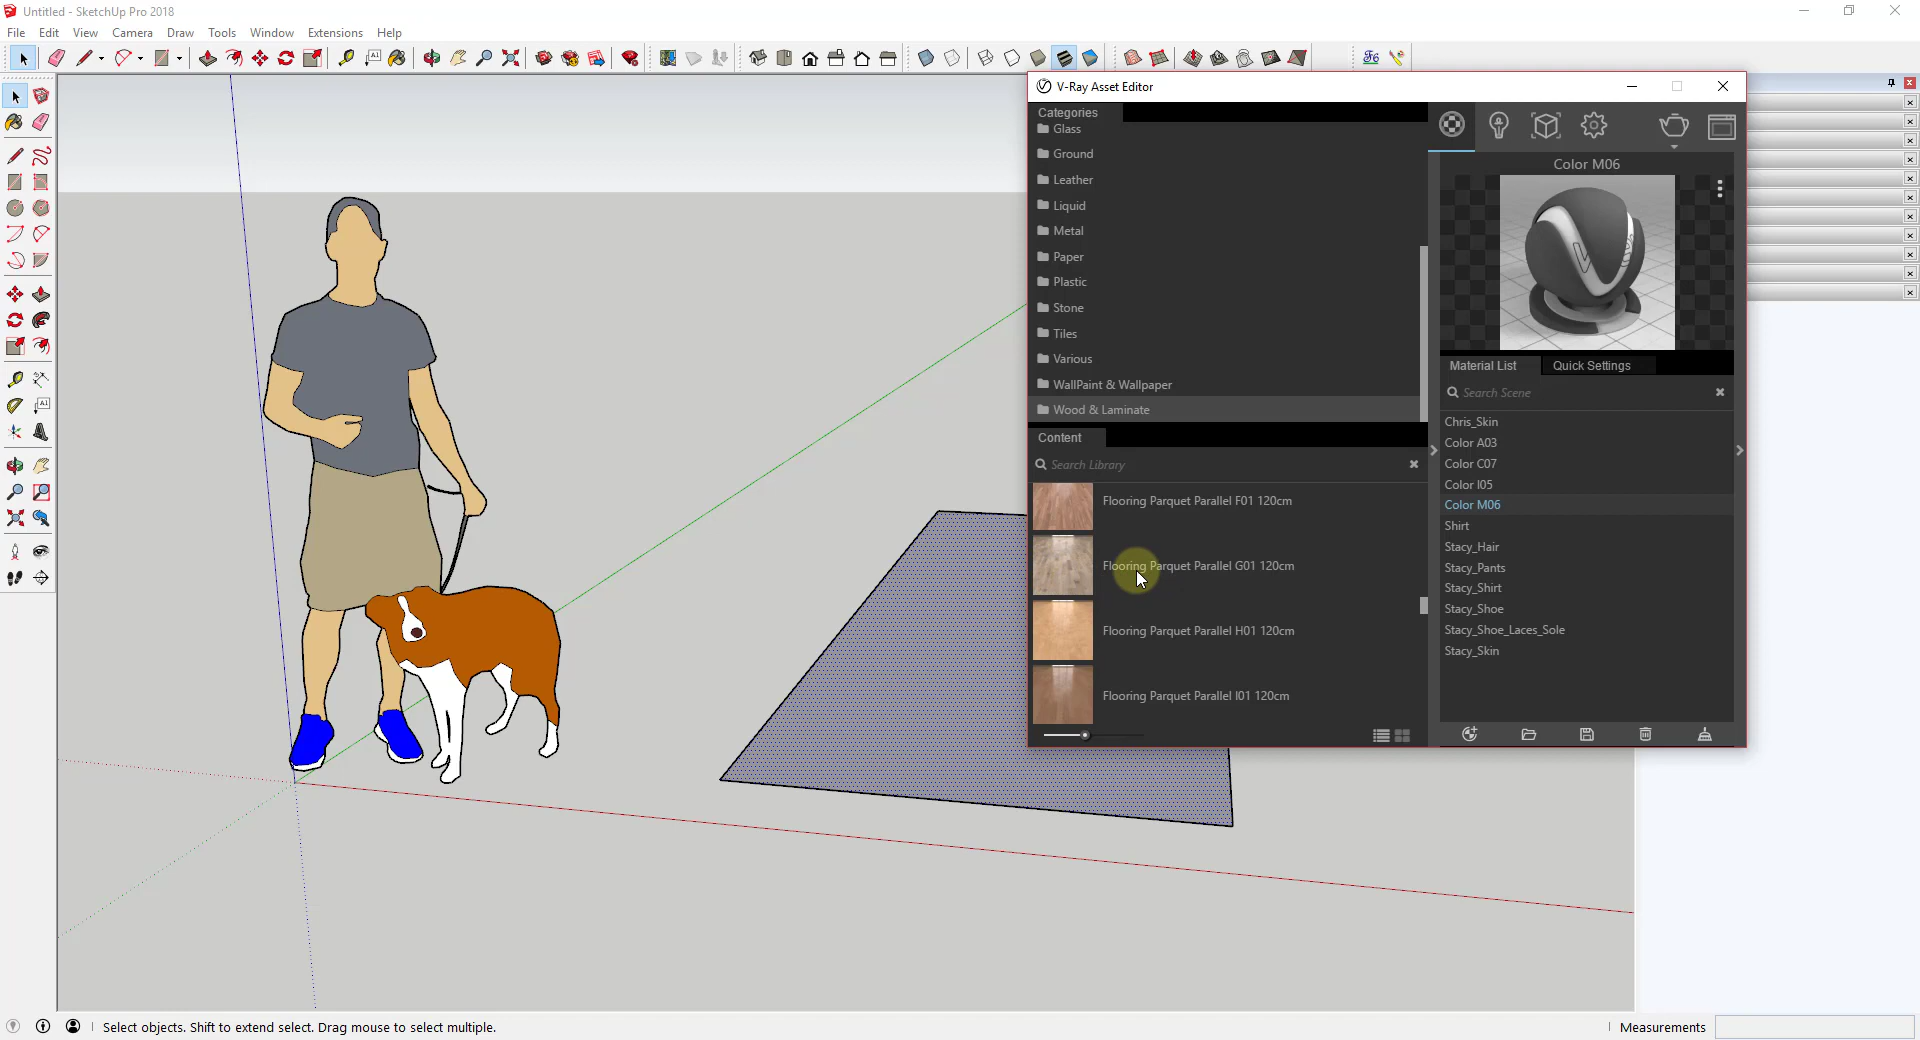 Untitled - SketchUp Pro 2018
File Edit View Camera Draw Tools Window Extensions Help
V-Ray Asset Editor
Categories
Glass
Ground
Leather
Liquid
Metal
Paper
Plastic
Stone
Tiles
Various
WallPaint & Wallpaper
Wood & Laminate
Content
Search Library
Flooring Parquet Parallel F01 120cm
Flooring Parquet Parallel G01 120cm
Flooring Parquet Parallel H01 120cm
Flooring Parquet Parallel I01 120cm
Color M06
Material List Quick Settings
Search Scene
Chris_Skin
Color A03
Color C07
Color I05
Color M06
Shirt
Stacy_Hair
Stacy_Pants
Stacy_Shirt
Stacy_Shoe
Stacy_Shoe_Laces_Sole
Stacy_Skin
Select objects. Shift to extend select. Drag mouse to select multiple.
Measurements